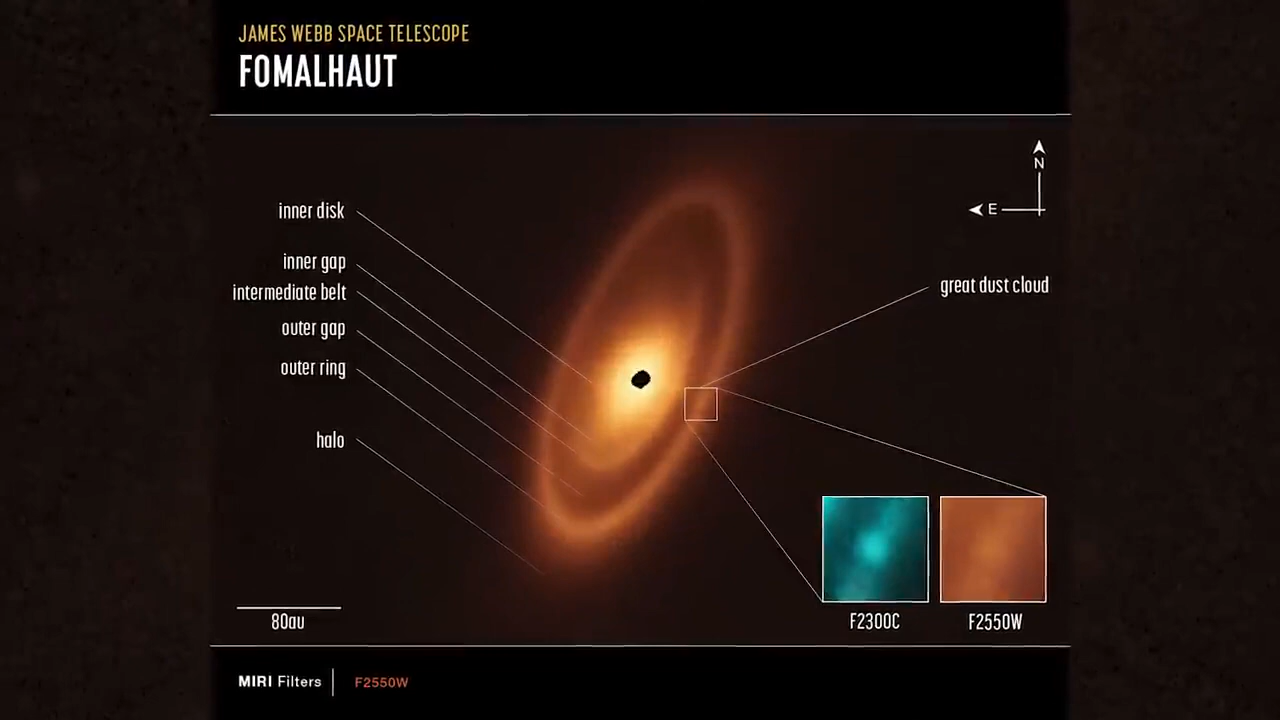 JAMES WEBB SPACE TELESCOPE
FOMALHAUT
N
E
inner disk
inner gap
intermediate belt
outer gap
outer ring
halo
great dust cloud
80au
F2300C
F2550W
MIRI Filters
F2550W